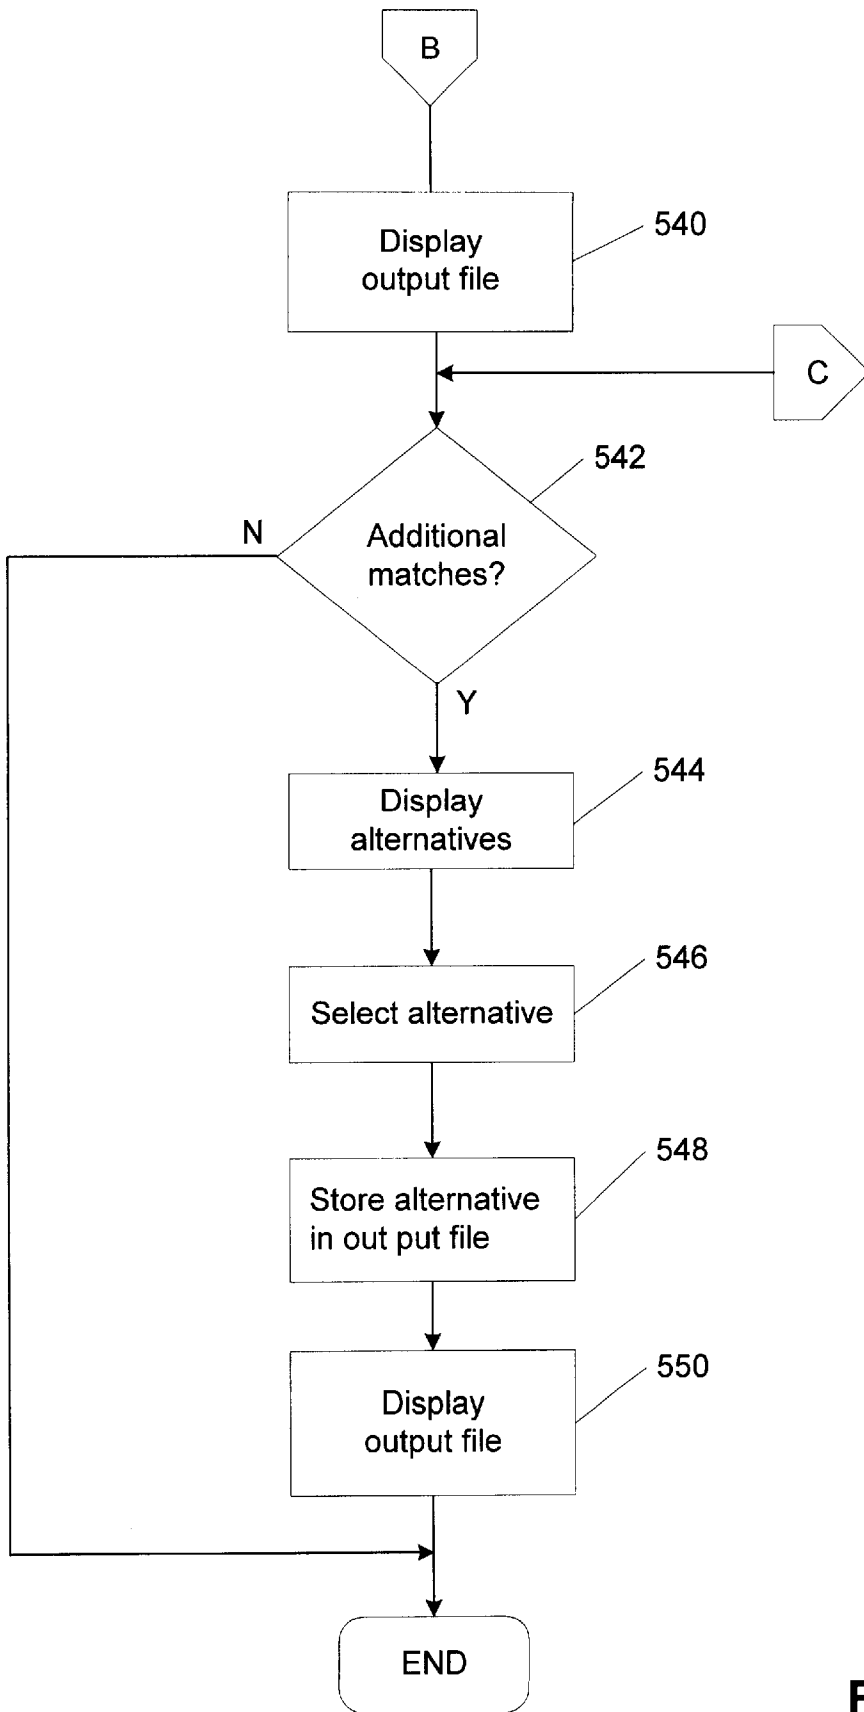 B
Display
output file
540
C
542
N
Additional
matches?
Y
544
Display
alternatives
546
Select alternative
548
Store alternative
in out put file
550
Display
output file
END
F